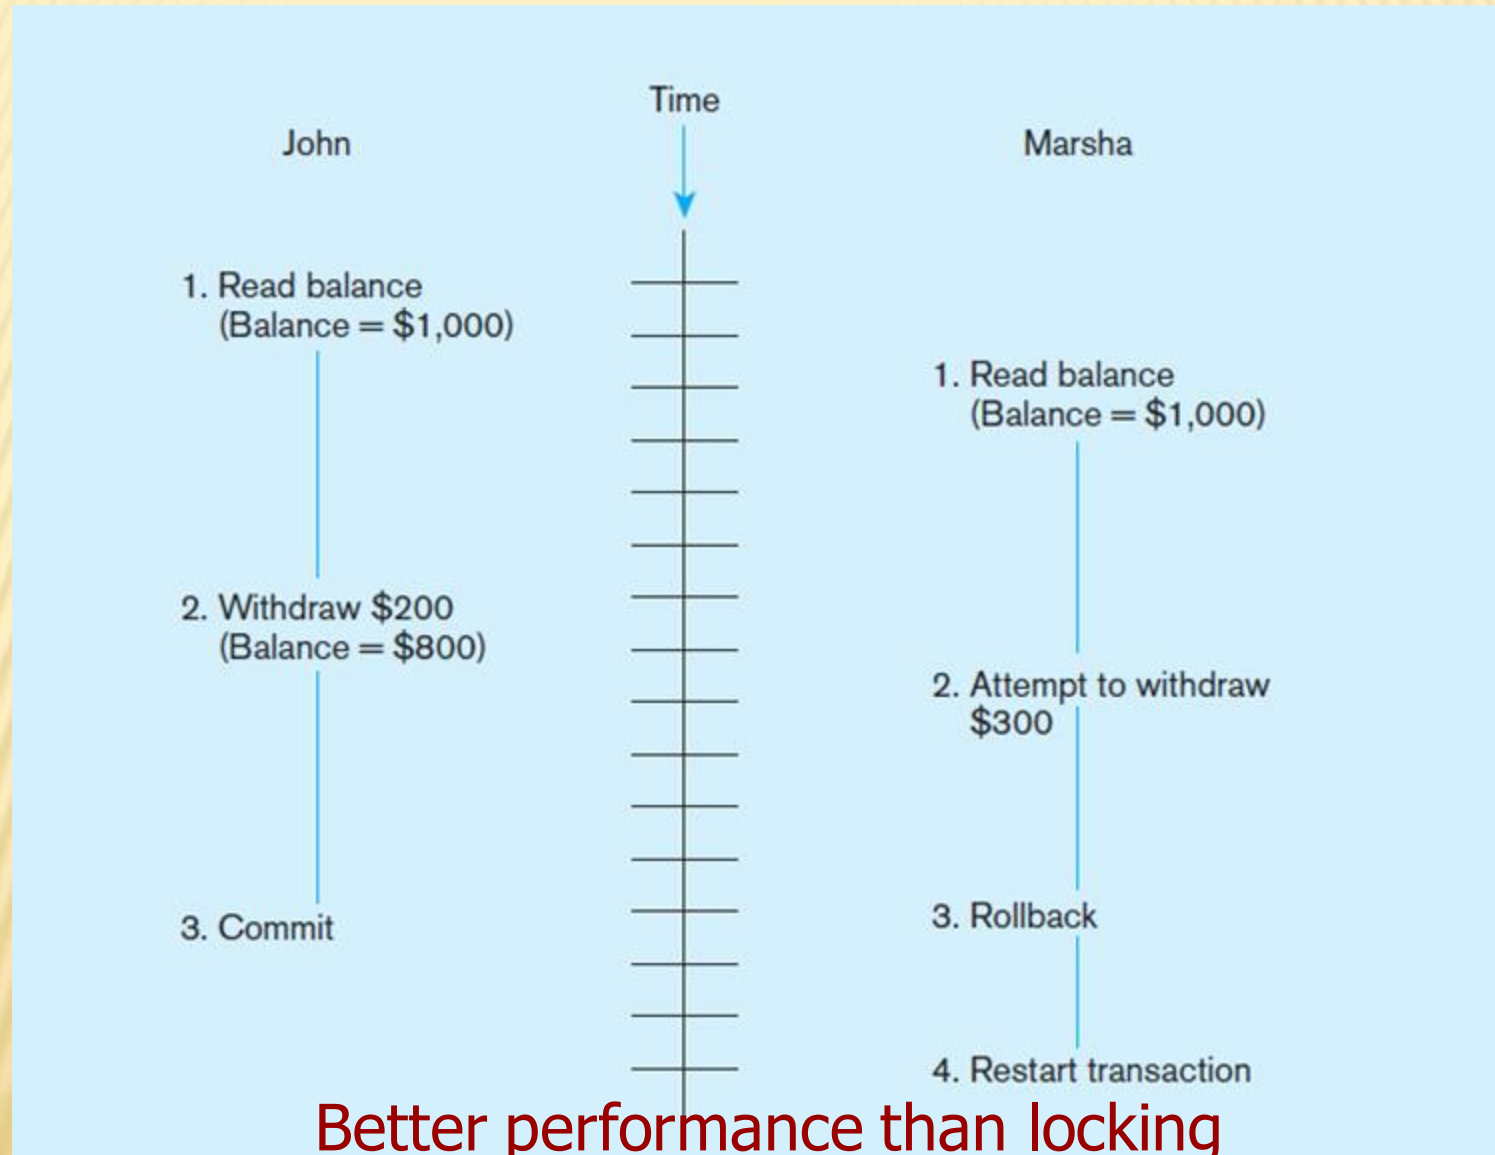 Time
John
Marsha
1. Read balance
(Balance = $1,000)
1. Read balance
(Balance = $1,000)
2. Withdraw $200
(Balance = $800)
2. Attempt to withdraw
$300
3. Commit
3. Rollback
4. Restart transaction
Better performance than locking